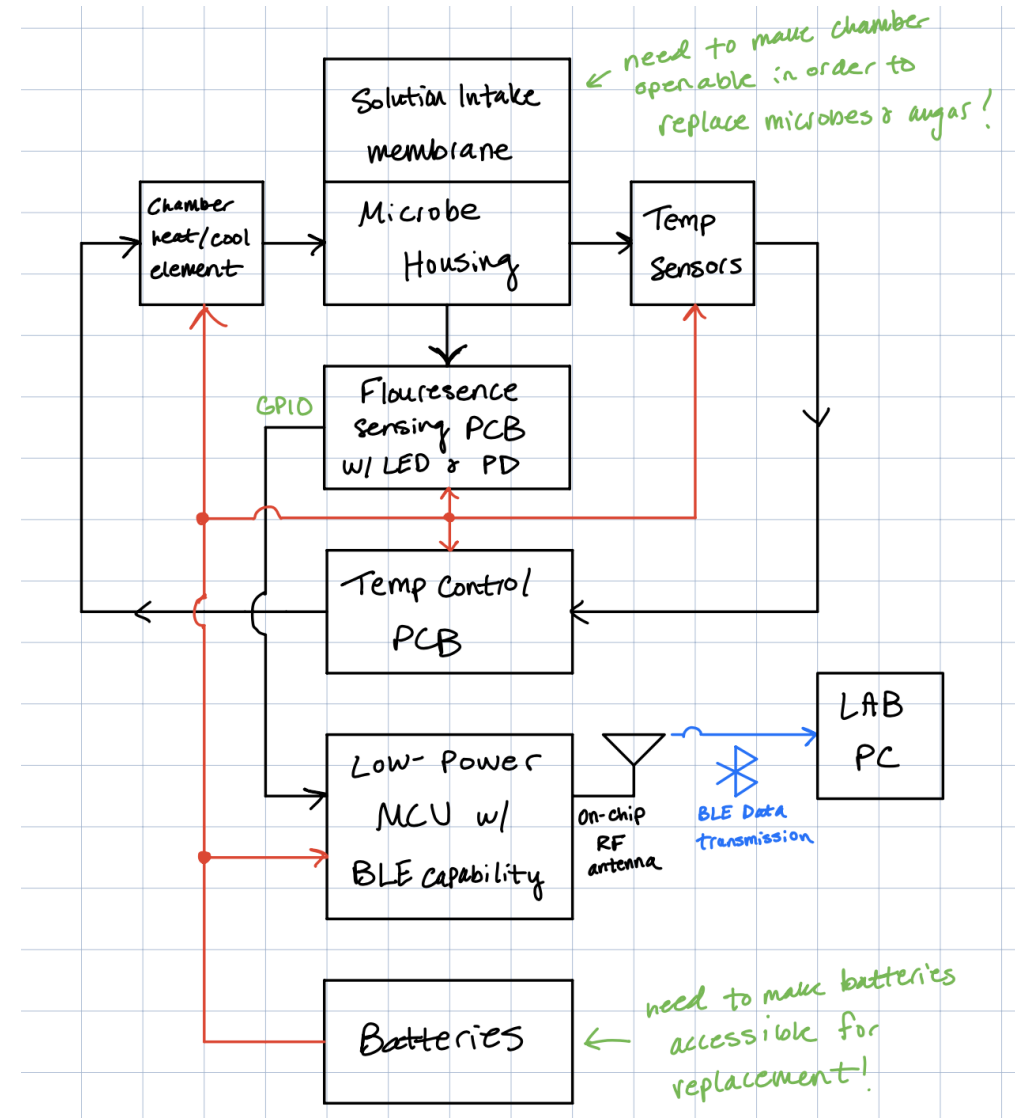 need to make chamber
openable in order to
replace microbes & augas!
Solution Intake
membrane
Chamber
heat/cool
element
Microbe
Housing
Temp
Sensors
GPIO
Flouresence
sensing PCB
w/ LED & PD
Temp Control
PCB
LAB
PC
Low-Power
MCU w/
BLE capability
On-chip
RF
antenna
BLE Data
transmission
Batteries
need to make batteries
accessible for
replacement!